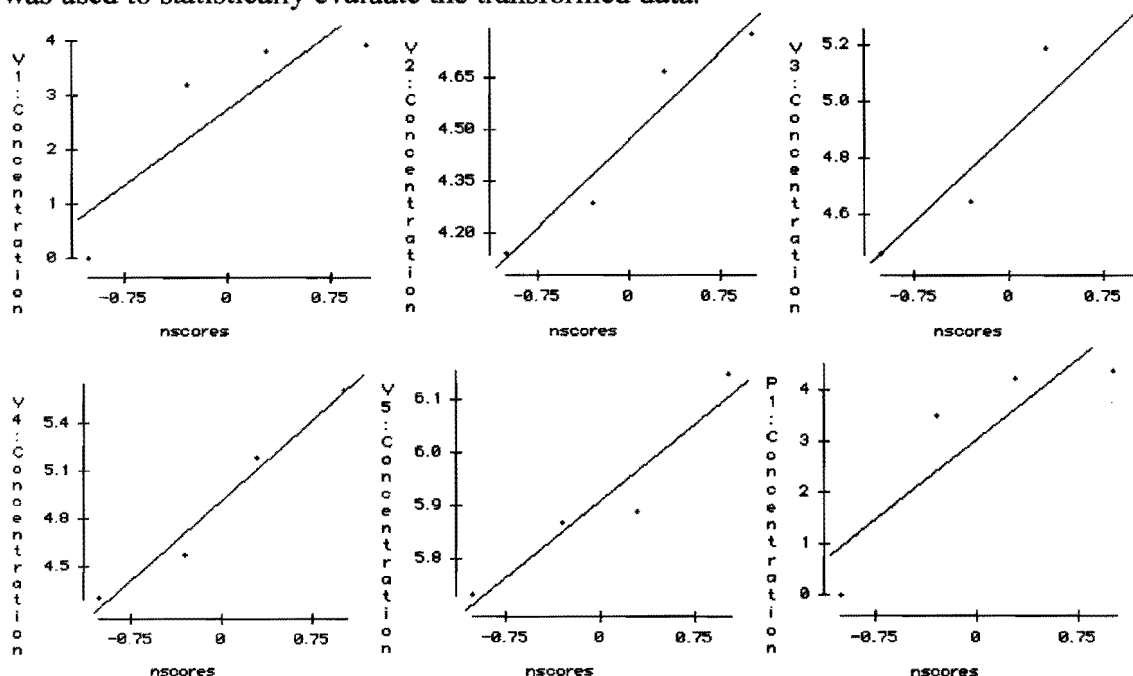 was used to statistically evaluate the transformed data.
V1:Concentration
4
3
2
1
0
-0.75 0 0.75
nscores
V2:Concentration
4.65
4.50
4.35
4.20
-0.75 0 0.75
nscores
V3:Concentration
5.2
5.0
4.8
4.6
-0.75 0 0.75
nscores
V4:Concentration
5.4
5.1
4.8
4.5
-0.75 0 0.75
nscores
V5:Concentration
6.1
6.0
5.9
5.8
-0.75 0 0.75
nscores
P1:Concentration
4
3
2
1
0
-0.75 0 0.75
nscores